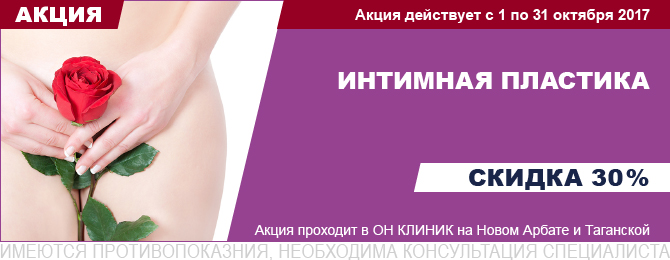 АКЦИЯ
Акция действует с 1 по 31 октября 2017
ИНТИМНАЯ ПЛАСТИКА
СКИДКА 30%
Акция проходит в ОН КЛИНИК на Новом Арбате и Таганской
ИМЕЮТСЯ ПРОТИВОПОКАЗНИЯ, НЕОБХОДИМА КОНСУЛЬТАЦИЯ СПЕЦИАЛИСТА